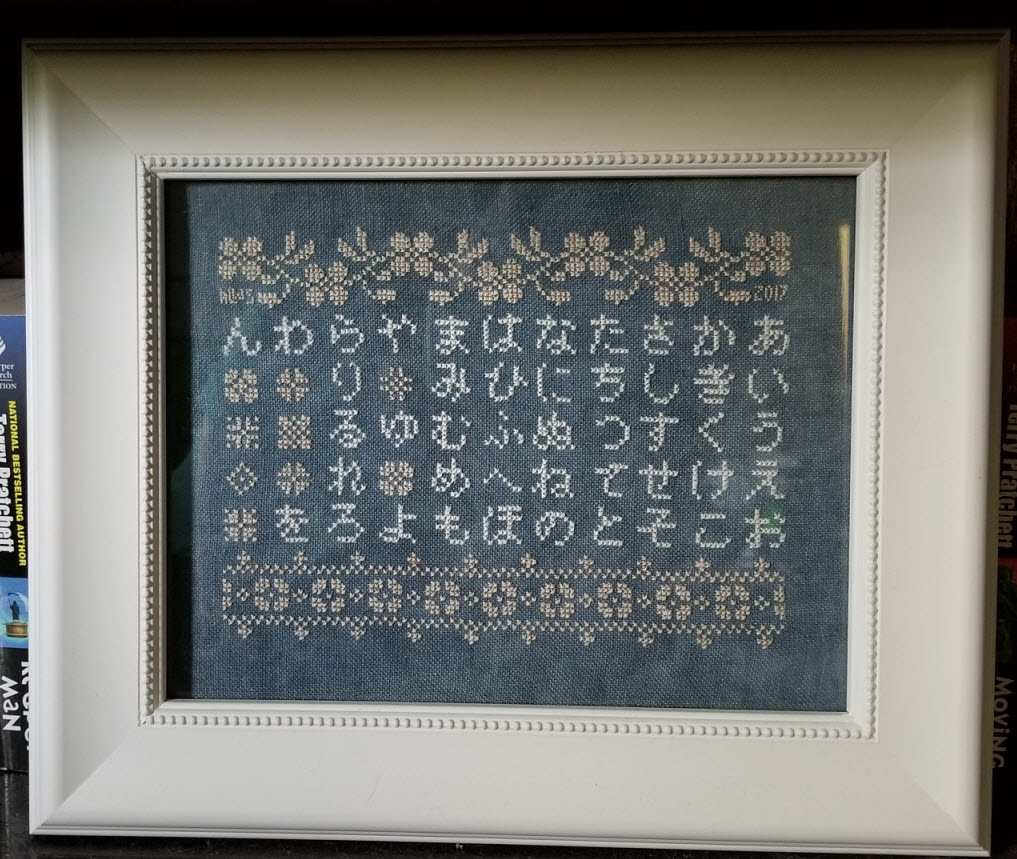 2017
あいうえお
かきくけこ
さしすせそ
たちつてと
なにぬねの
はひふへほ
まみむめも
やゆよ
らりるれろ
わを
ん
NATIONAL BESTSELLING AUTHOR
Terry Pratchett
MAN
MOVING